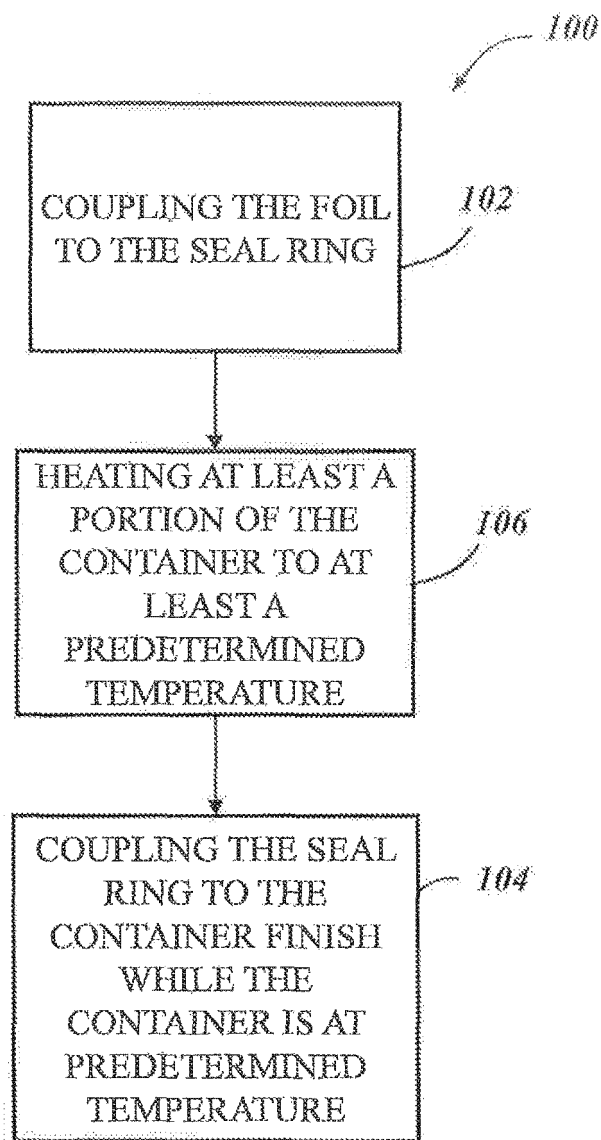 100
COUPLING THE FOIL
TO THE SEAL RING
102
HEATING AT LEAST A
PORTION OF THE
CONTAINER TO AT
LEAST A
PREDETERMINED
TEMPERATURE
106
COUPLING THE SEAL
RING TO THE
CONTAINER FINISH
WHILE THE
CONTAINER IS AT
PREDETERMINED
TEMPERATURE
104